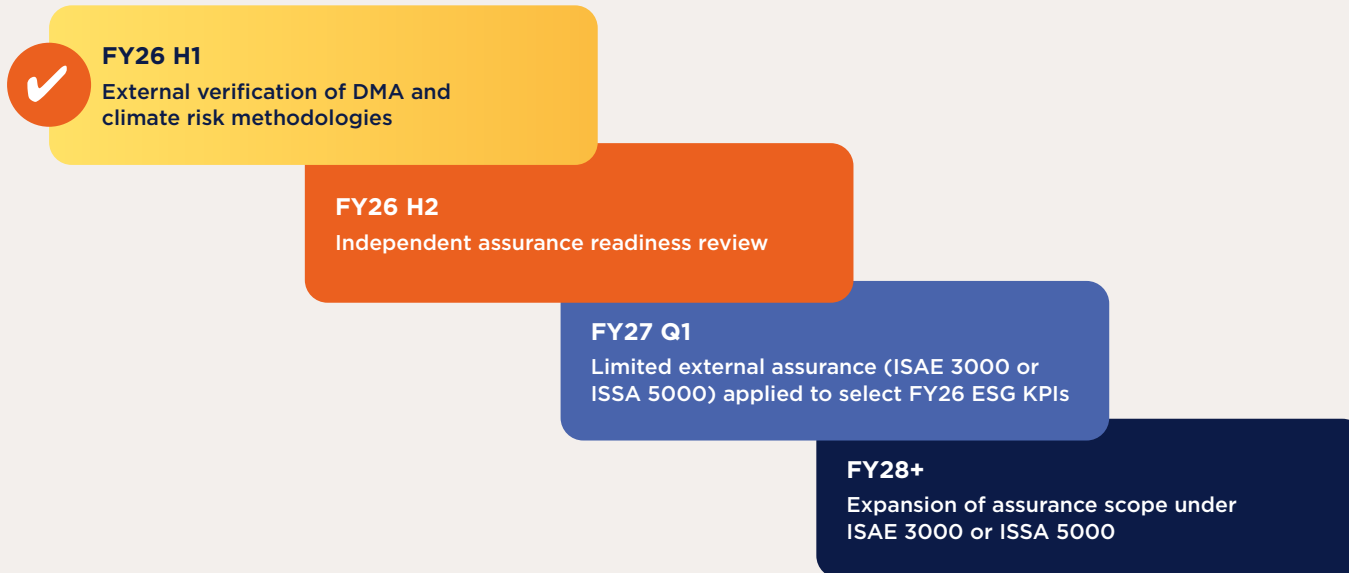 FY26 H1
External verification of DMA and
climate risk methodologies
FY26 H2
Independent assurance readiness review
FY27 Q1
Limited external assurance (ISAE 3000 or
ISSA 5000) applied to select FY26 ESG KPIs
FY28+
Expansion of assurance scope under
ISAE 3000 or ISSA 5000